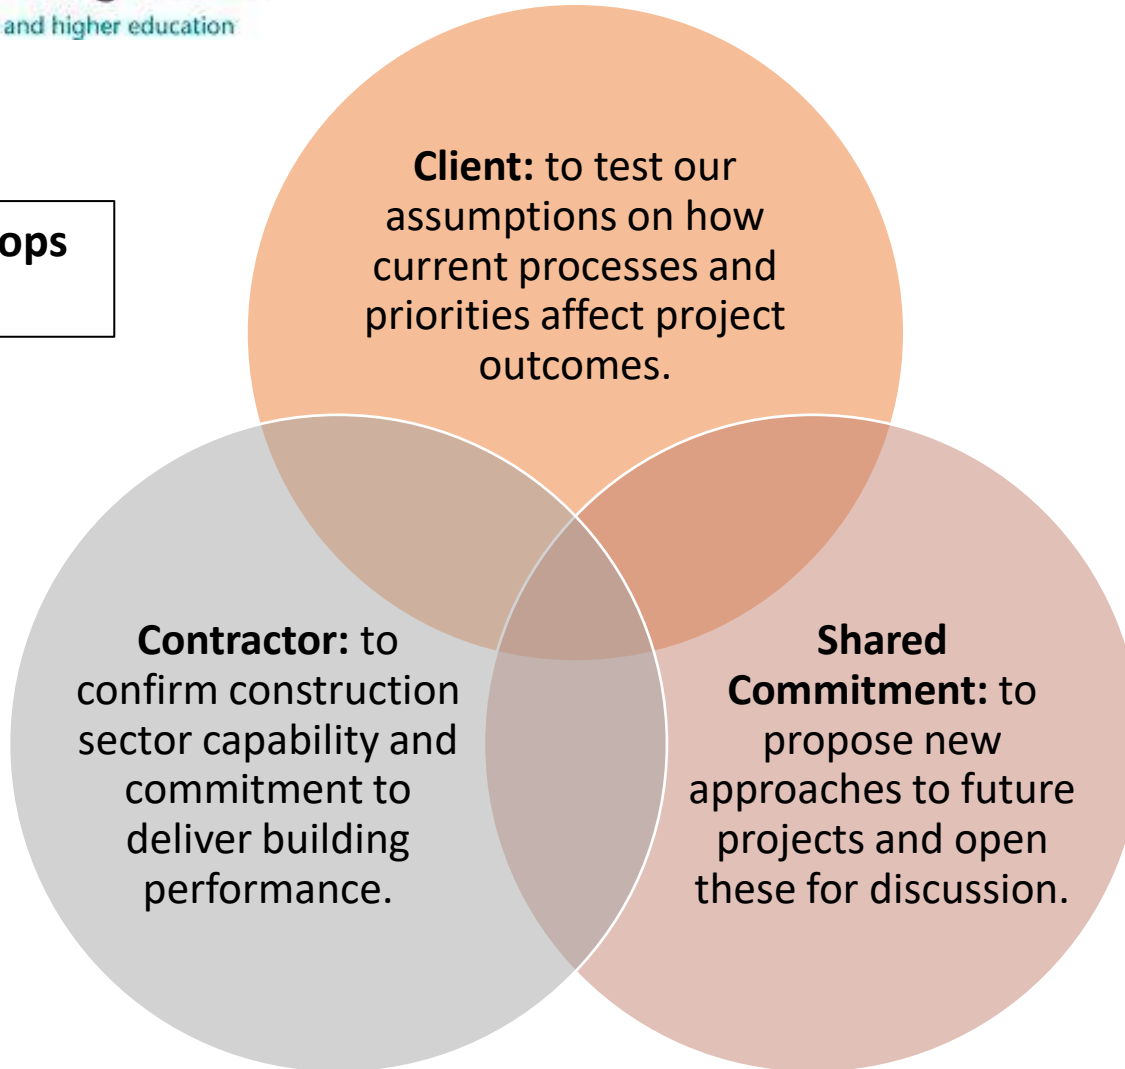 and higher education
ops
Client: to test our
assumptions on how
current processes and
priorities affect project
outcomes.
Contractor: to
confirm construction
sector capability and
commitment to
deliver building
performance.
Shared
Commitment: to
propose new
approaches to future
projects and open
these for discussion.